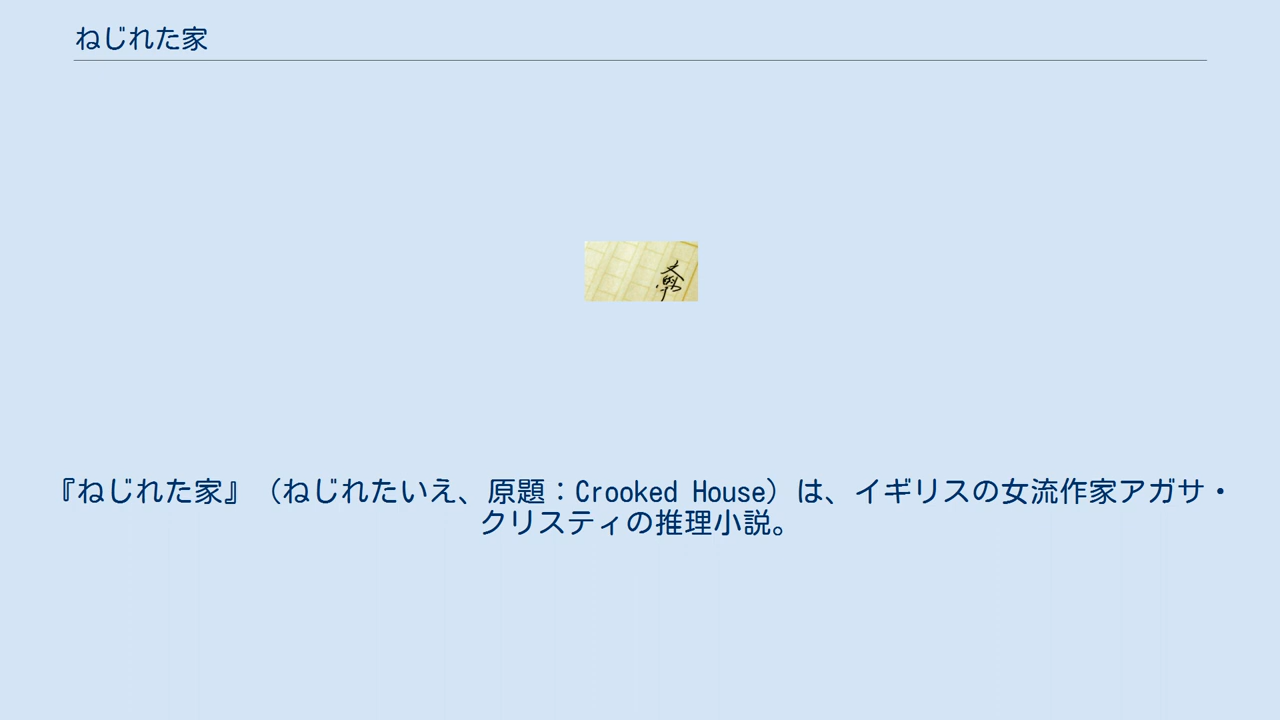 ねじれた家
『ねじれた家』（ねじれたいえ、原題：Crooked House）は、イギリスの女流作家アガサ・
クリスティの推理小説。